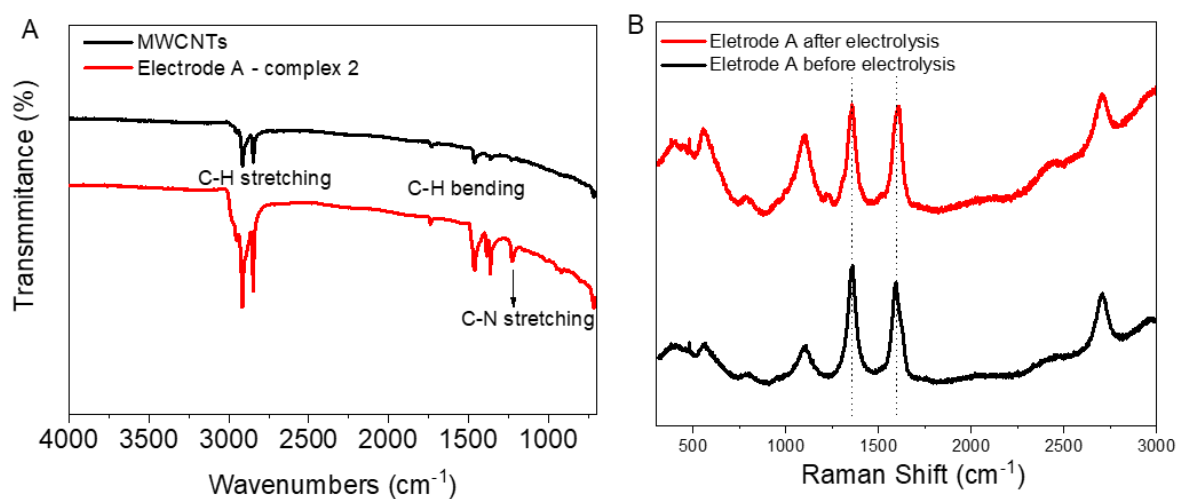 A
MWCNTs
Electrode A - complex 2
C-H stretching
C-H bending
C-N stretching
Transmitance (%)
4000 3500 3000 2500 2000 1500 1000
Wavenumbers (cm⁻¹)
B
Eletrode A after electrolysis
Eletrode A before electrolysis
500 1000 1500 2000 2500 3000
Raman Shift (cm⁻¹)